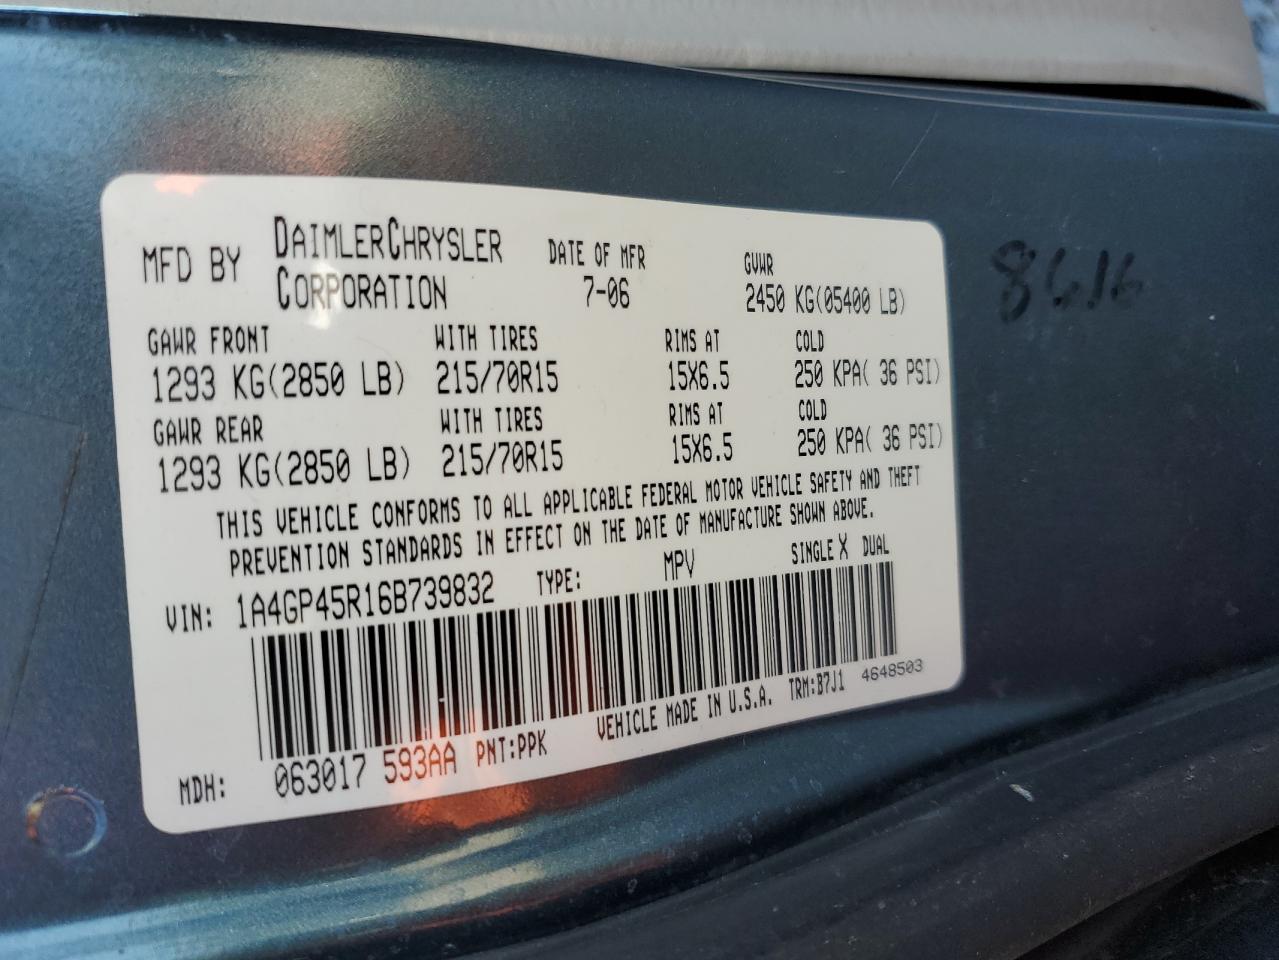 MFD BY DAIMLERCHRYSLER CORPORATION DATE OF MFR 7-06 GVWR 2450 KG(05400 LB)
GAWR FRONT WITH TIRES RIMS AT COLD
1293 KG(2850 LB) 215/70R15 15X6.5 250 KPA( 36 PSI)
GAWR REAR WITH TIRES RIMS AT COLD
1293 KG(2850 LB) 215/70R15 15X6.5 250 KPA( 36 PSI)
THIS VEHICLE CONFORMS TO ALL APPLICABLE FEDERAL MOTOR VEHICLE SAFETY AND THEFT
PREVENTION STANDARDS IN EFFECT ON THE DATE OF MANUFACTURE SHOWN ABOVE.
VIN: 1A4GP45R16B739832 TYPE: MPV SINGLE X DUAL
MDH: 063017 593AA PNT:PPK VEHICLE MADE IN U.S.A. TRM:B7J1 4648503
8616